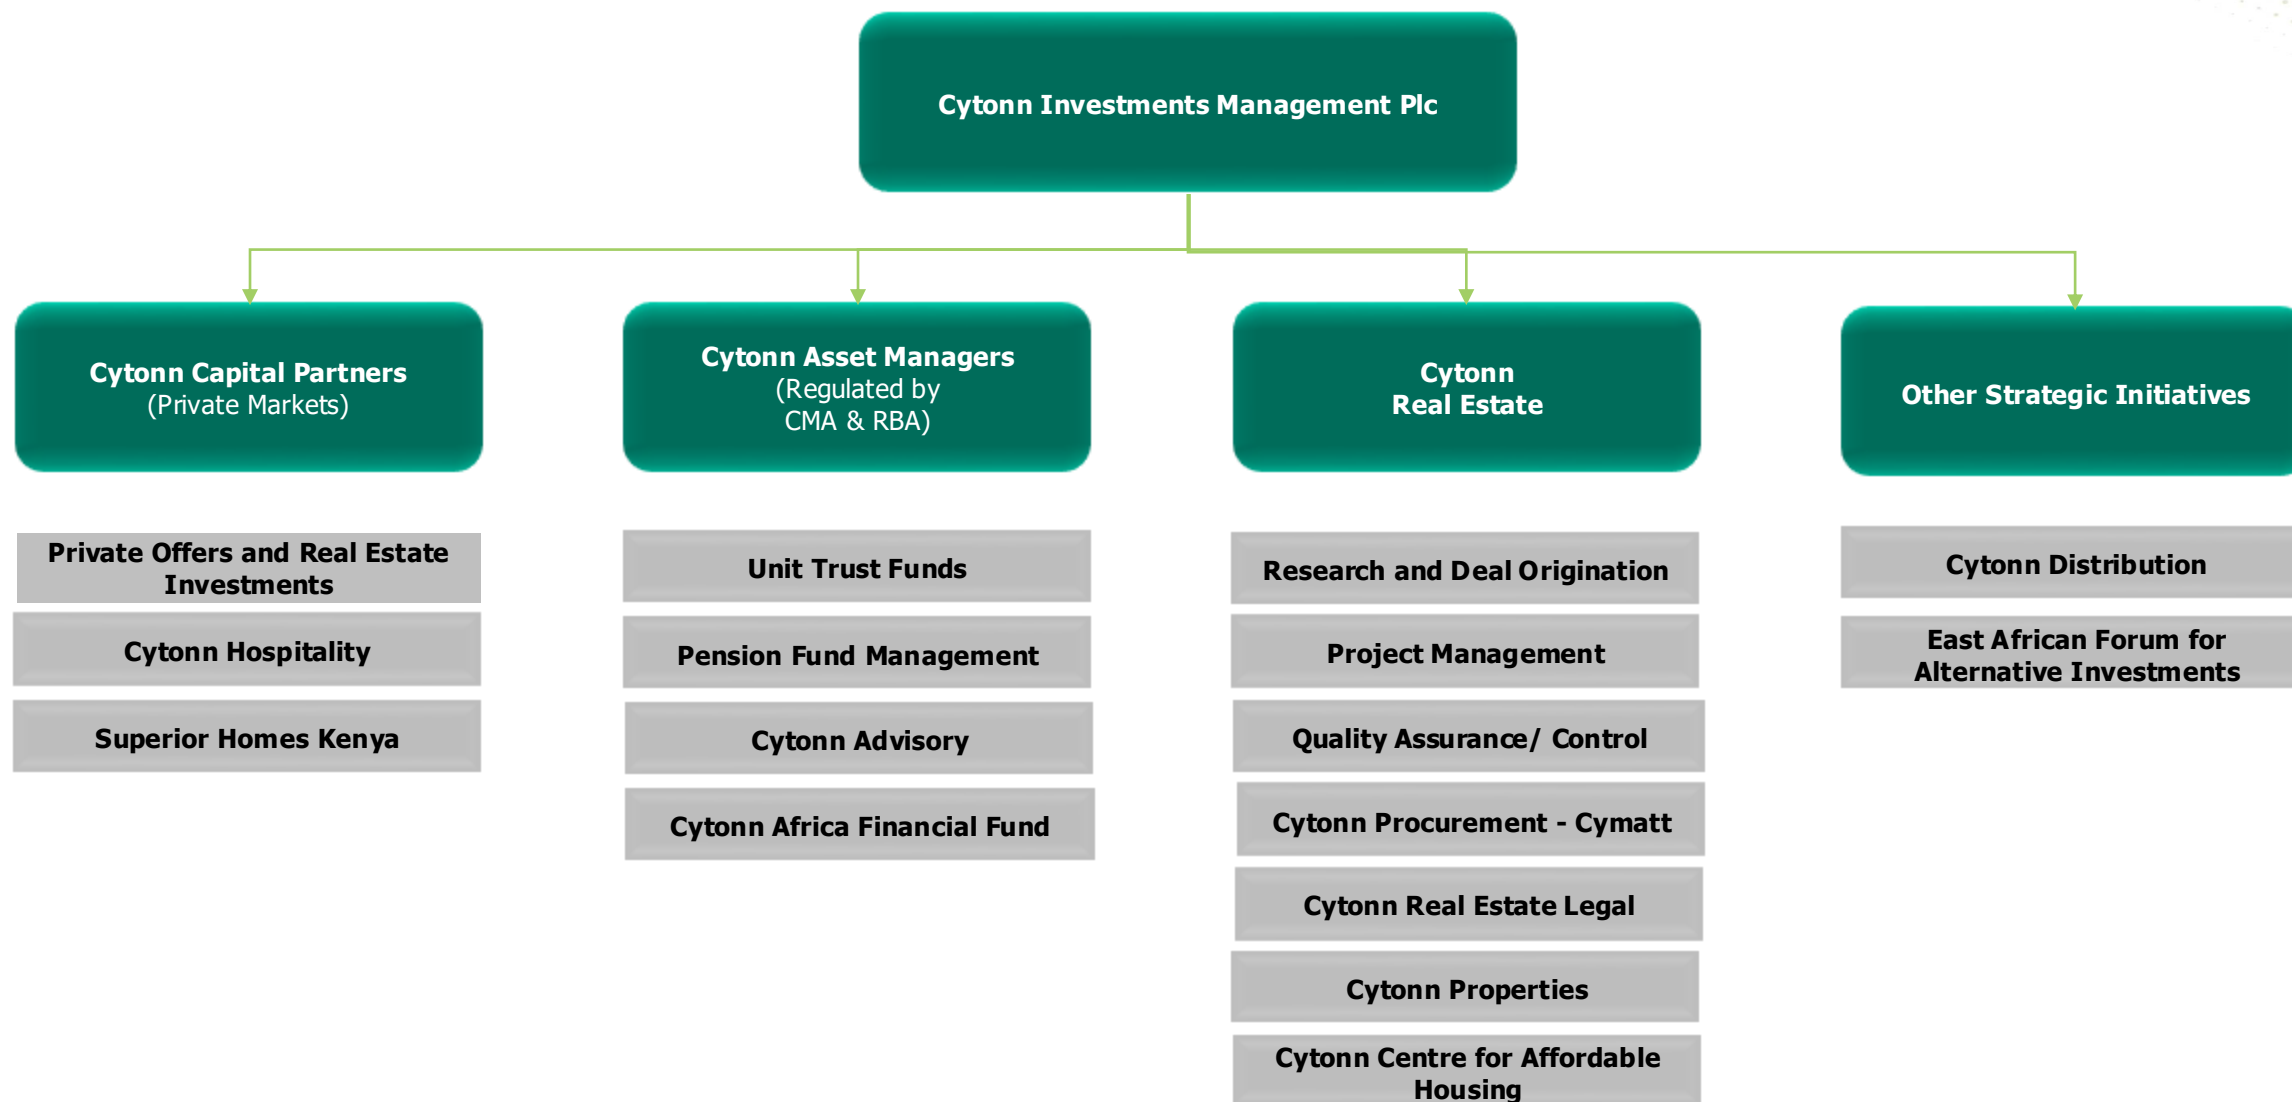 Cytonn Investments Management Plc
Cytonn Capital Partners
(Private Markets)
Cytonn Asset Managers
(Regulated by
CMA & RBA)
Cytonn
Real Estate
Other Strategic Initiatives
Private Offers and Real Estate
Investments
Cytonn Hospitality
Superior Homes Kenya
Unit Trust Funds
Pension Fund Management
Cytonn Advisory
Cytonn Africa Financial Fund
Research and Deal Origination
Project Management
Quality Assurance/ Control
Cytonn Procurement - Cymatt
Cytonn Real Estate Legal
Cytonn Properties
Cytonn Centre for Affordable
Housing
Cytonn Distribution
East African Forum for
Alternative Investments